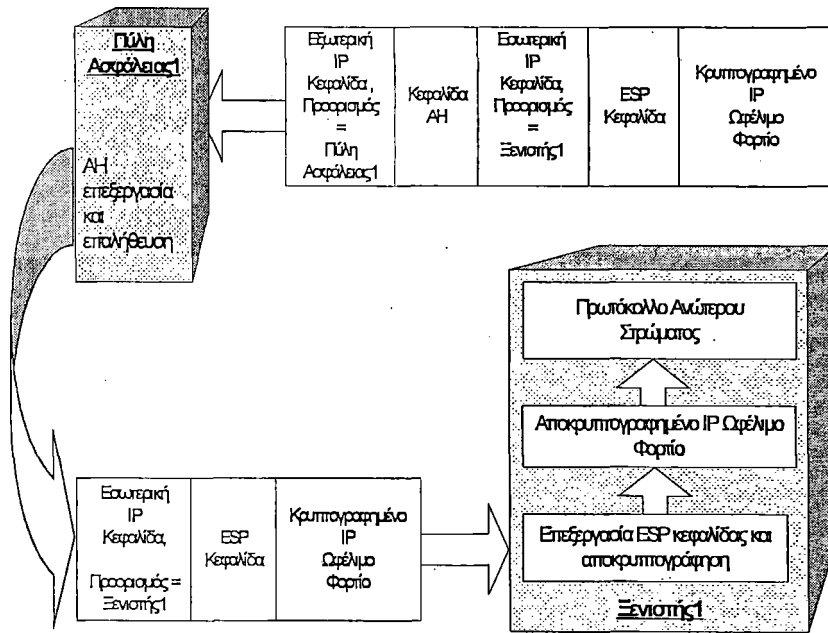 Πύλη
Ασφάλειας1
ΑΗ
επεξεργασία
και
επαλήθευση
Εξωτερική
IP
Κεφαλίδα,
Προορισμός
=
Πύλη
Ασφάλειας1
Κεφαλίδα
ΑΗ
Εσωτερική
IP
Κεφαλίδα,
Προορισμός
=
Ξενιστής1
ESP
Κεφαλίδα
Κρυπτογραφημένο
IP
Ωφέλιμο
Φορτίο
Πρωτόκολλο Ανώτερου
Στρώματος
Αποκρυπτογραφημένο IP Ωφέλιμο
Φορτίο
Επεξεργασία ESP κεφαλίδας και
αποκρυπτογράφηση
Ξενιστής1
Εσωτερική
IP
Κεφαλίδα,
Προορισμός =
Ξενιστής1
ESP
Κεφαλίδα
Κρυπτογραφημένο
IP
Ωφέλιμο
Φορτίο